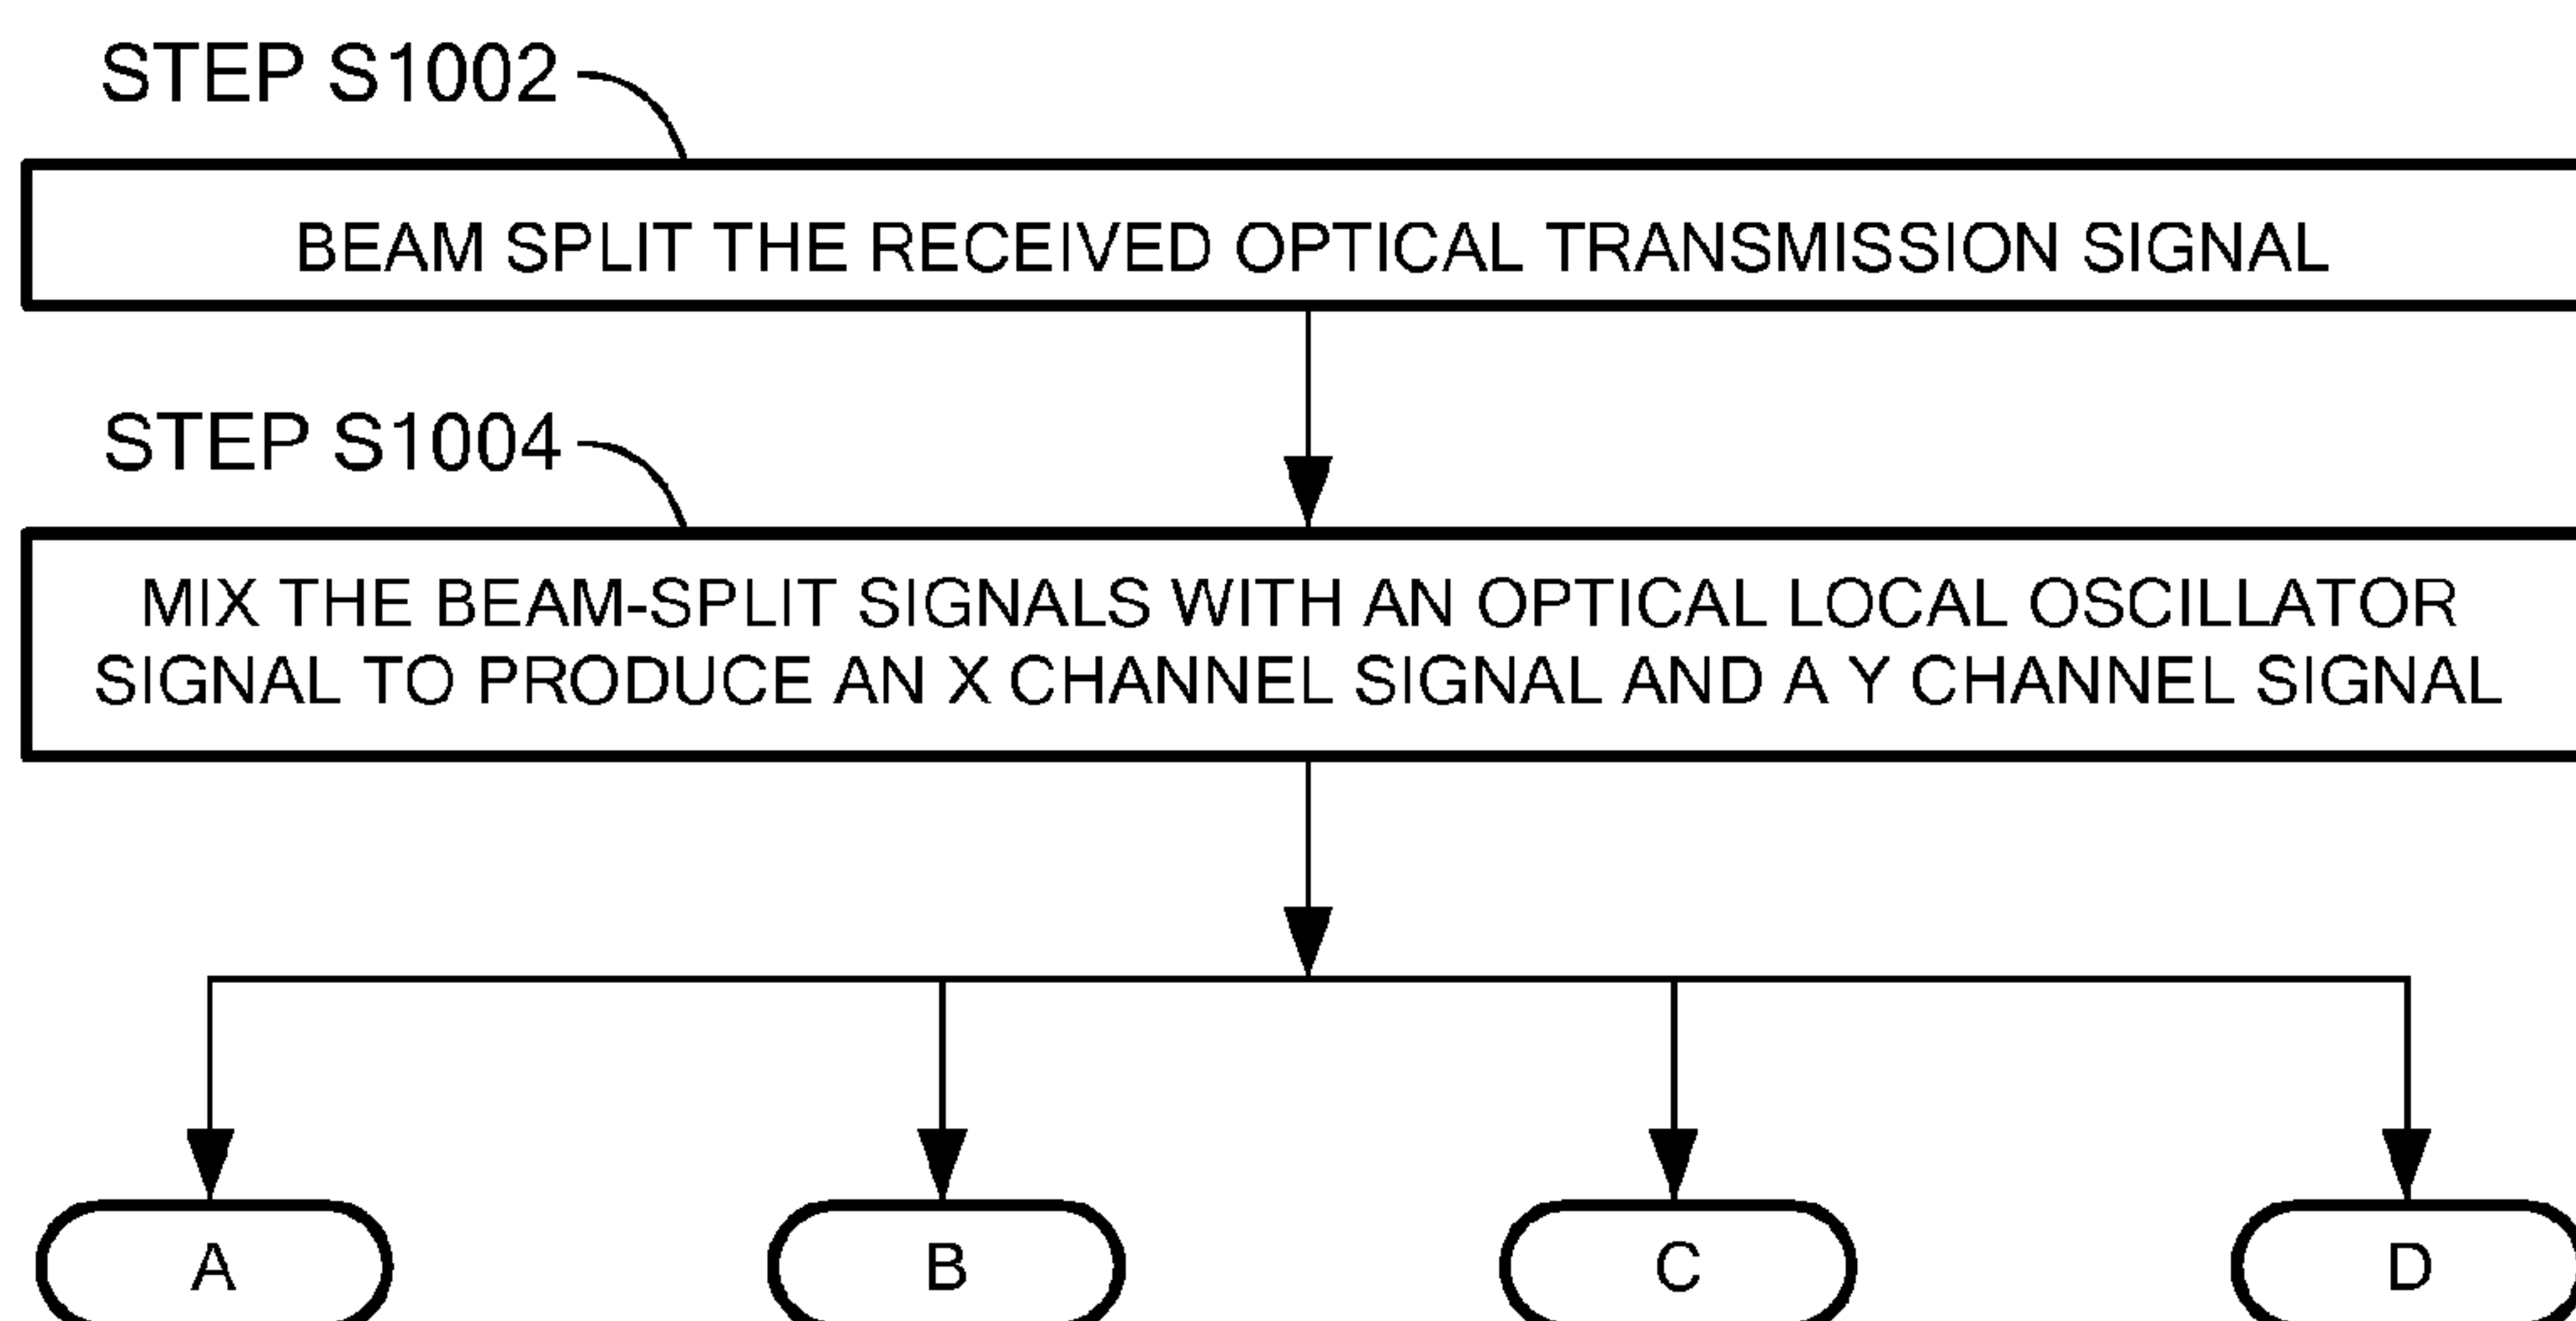 STEP S1002
BEAM SPLIT THE RECEIVED OPTICAL TRANSMISSION SIGNAL
STEP S1004
MIX THE BEAM-SPLIT SIGNALS WITH AN OPTICAL LOCAL OSCILLATOR
SIGNAL TO PRODUCE AN X CHANNEL SIGNAL AND A Y CHANNEL SIGNAL
A
B
C
D